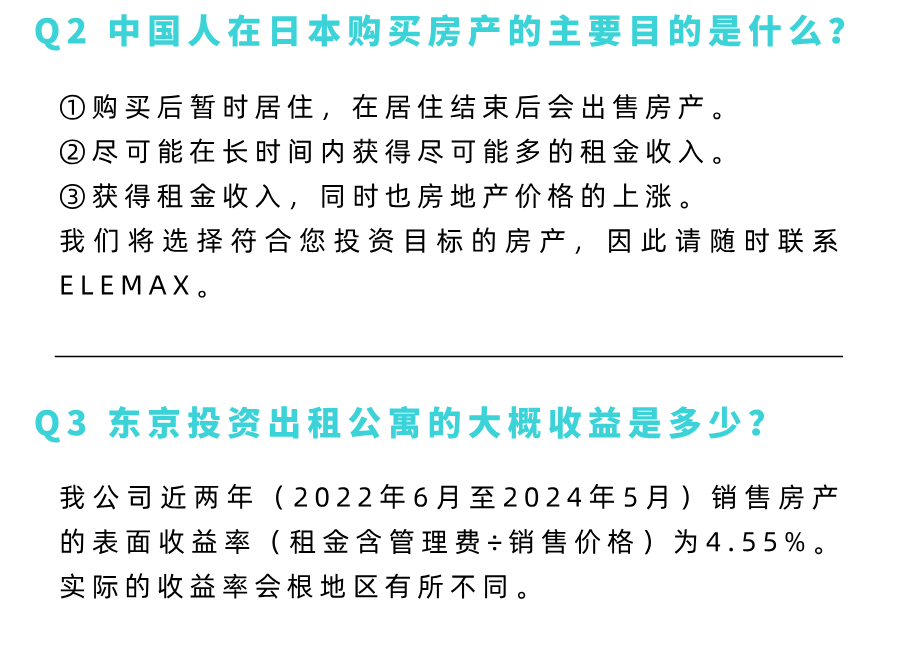 Q2 中国人在日本购买房产的主要目的是什么？
①购买后暂时居住，在居住结束后会出售房产。
②尽可能在长时间内获得尽可能多的租金收入。
③获得租金收入，同时也房地产价格的上涨。
我们将选择符合您投资目标的房产，因此请随时联系
ELEMAX。
Q3 东京投资出租公寓的大概收益是多少？
我公司近两年（2022年6月至2024年5月）销售房产
的表面收益率（租金含管理费÷销售价格）为4.55%。
实际的收益率会根地区有所不同。